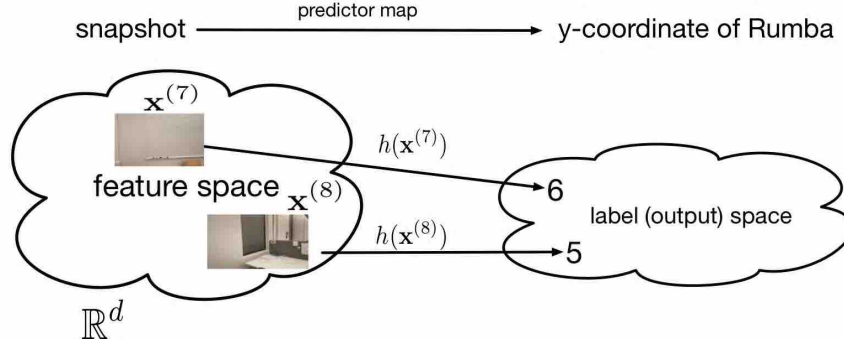 predictor map
snapshot y-coordinate of Rumba
𝐱⁽⁷⁾
h(𝐱⁽⁷⁾)
feature space 𝐱⁽⁸⁾
6
label (output) space
h(𝐱⁽⁸⁾)
5
ℝᵈ